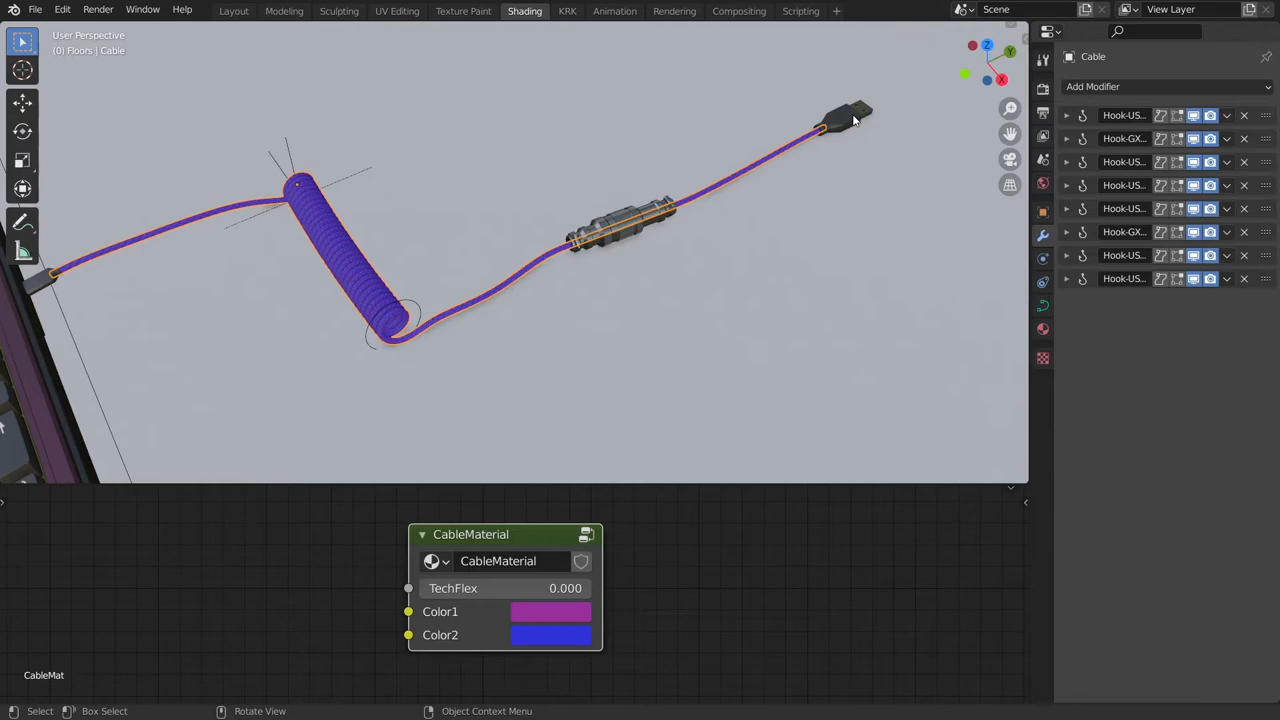 File Edit Render Window Help Layout Modeling Sculpting UV Editing Texture Paint Shading KRK Animation Rendering Compositing Scripting + Scene View Layer
User Perspective
(0) Floors | Cable
Z
Y
X
Cable
Add Modifier
Hook-US...
Hook-GX...
Hook-US...
Hook-US...
Hook-US...
Hook-GX...
Hook-US...
Hook-US...
CableMaterial
CableMaterial
TechFlex 0.000
Color1
Color2
CableMat
Select Box Select Rotate View Object Context Menu